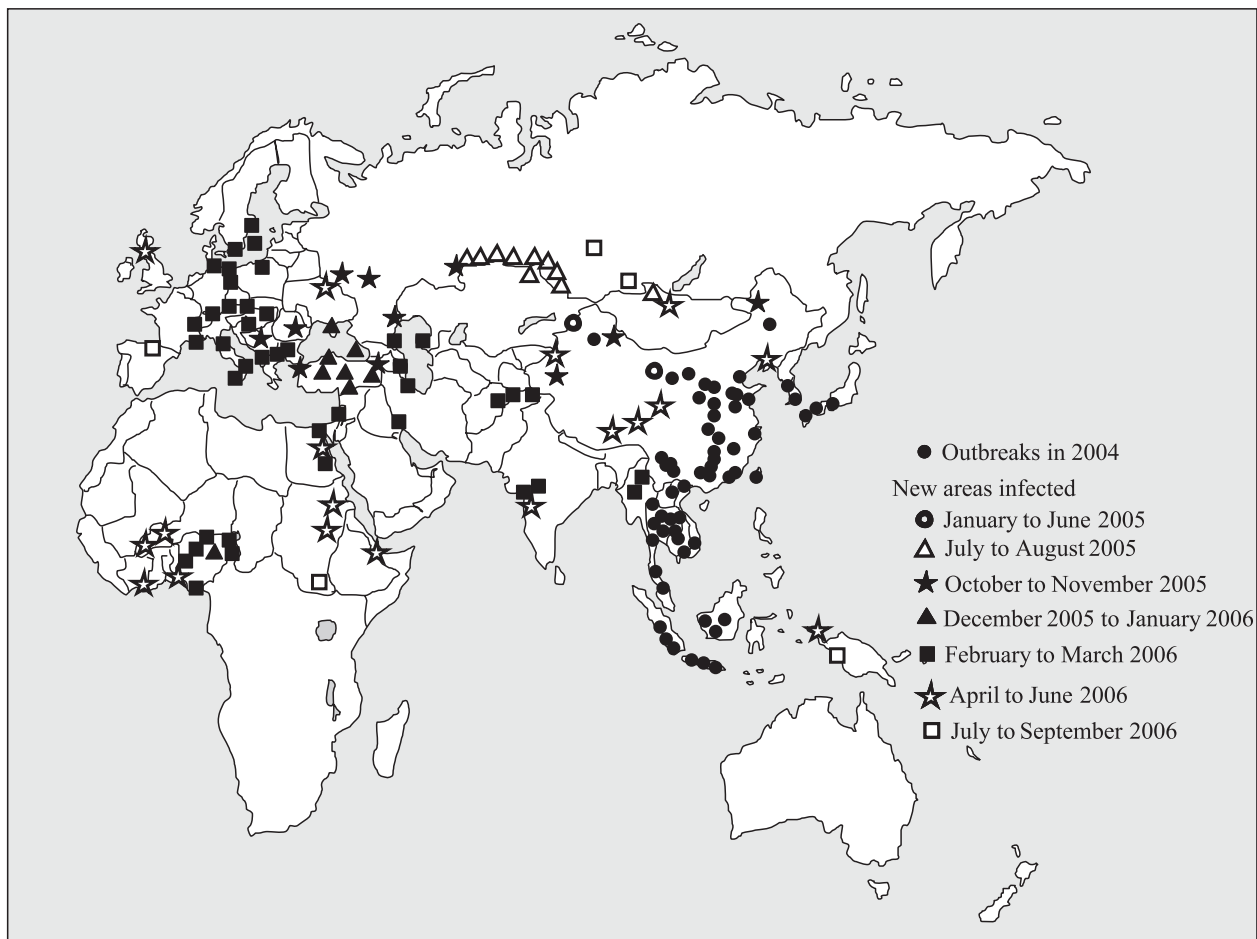 Outbreaks in 2004
New areas infected
January to June 2005
July to August 2005
October to November 2005
December 2005 to January 2006
February to March 2006
April to June 2006
July to September 2006